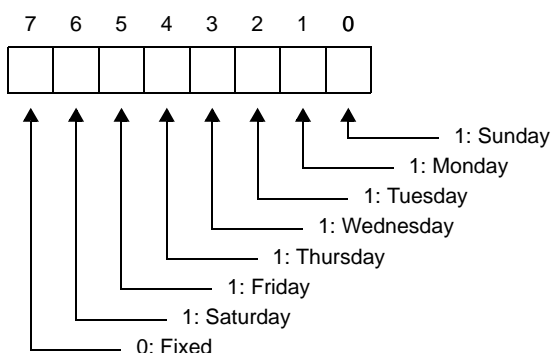 7 6 5 4 3 2 1 0
1: Sunday
1: Monday
1: Tuesday
1: Wednesday
1: Thursday
1: Friday
1: Saturday
0: Fixed